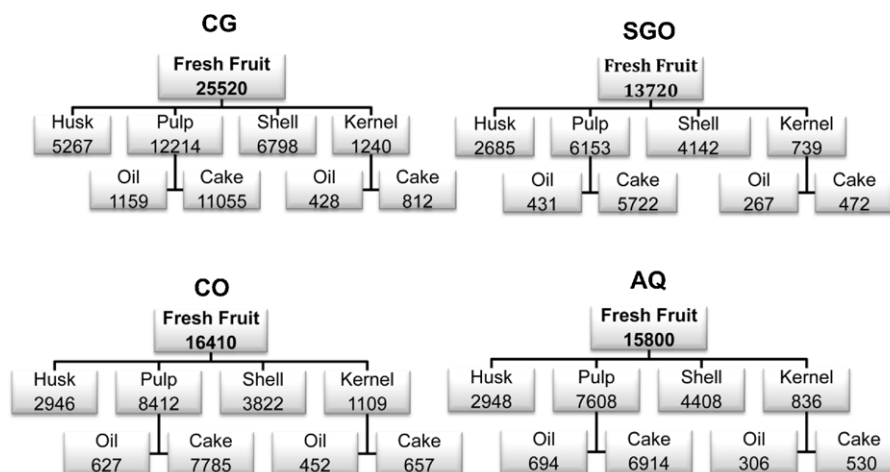 CG
Fresh Fruit
25520
Husk Pulp Shell Kernel
5267 12214 6798 1240
Oil Cake Oil Cake
1159 11055 428 812
SGO
Fresh Fruit
13720
Husk Pulp Shell Kernel
2685 6153 4142 739
Oil Cake Oil Cake
431 5722 267 472
CO
Fresh Fruit
16410
Husk Pulp Shell Kernel
2946 8412 3822 1109
Oil Cake Oil Cake
627 7785 452 657
AQ
Fresh Fruit
15800
Husk Pulp Shell Kernel
2948 7608 4408 836
Oil Cake Oil Cake
694 6914 306 530